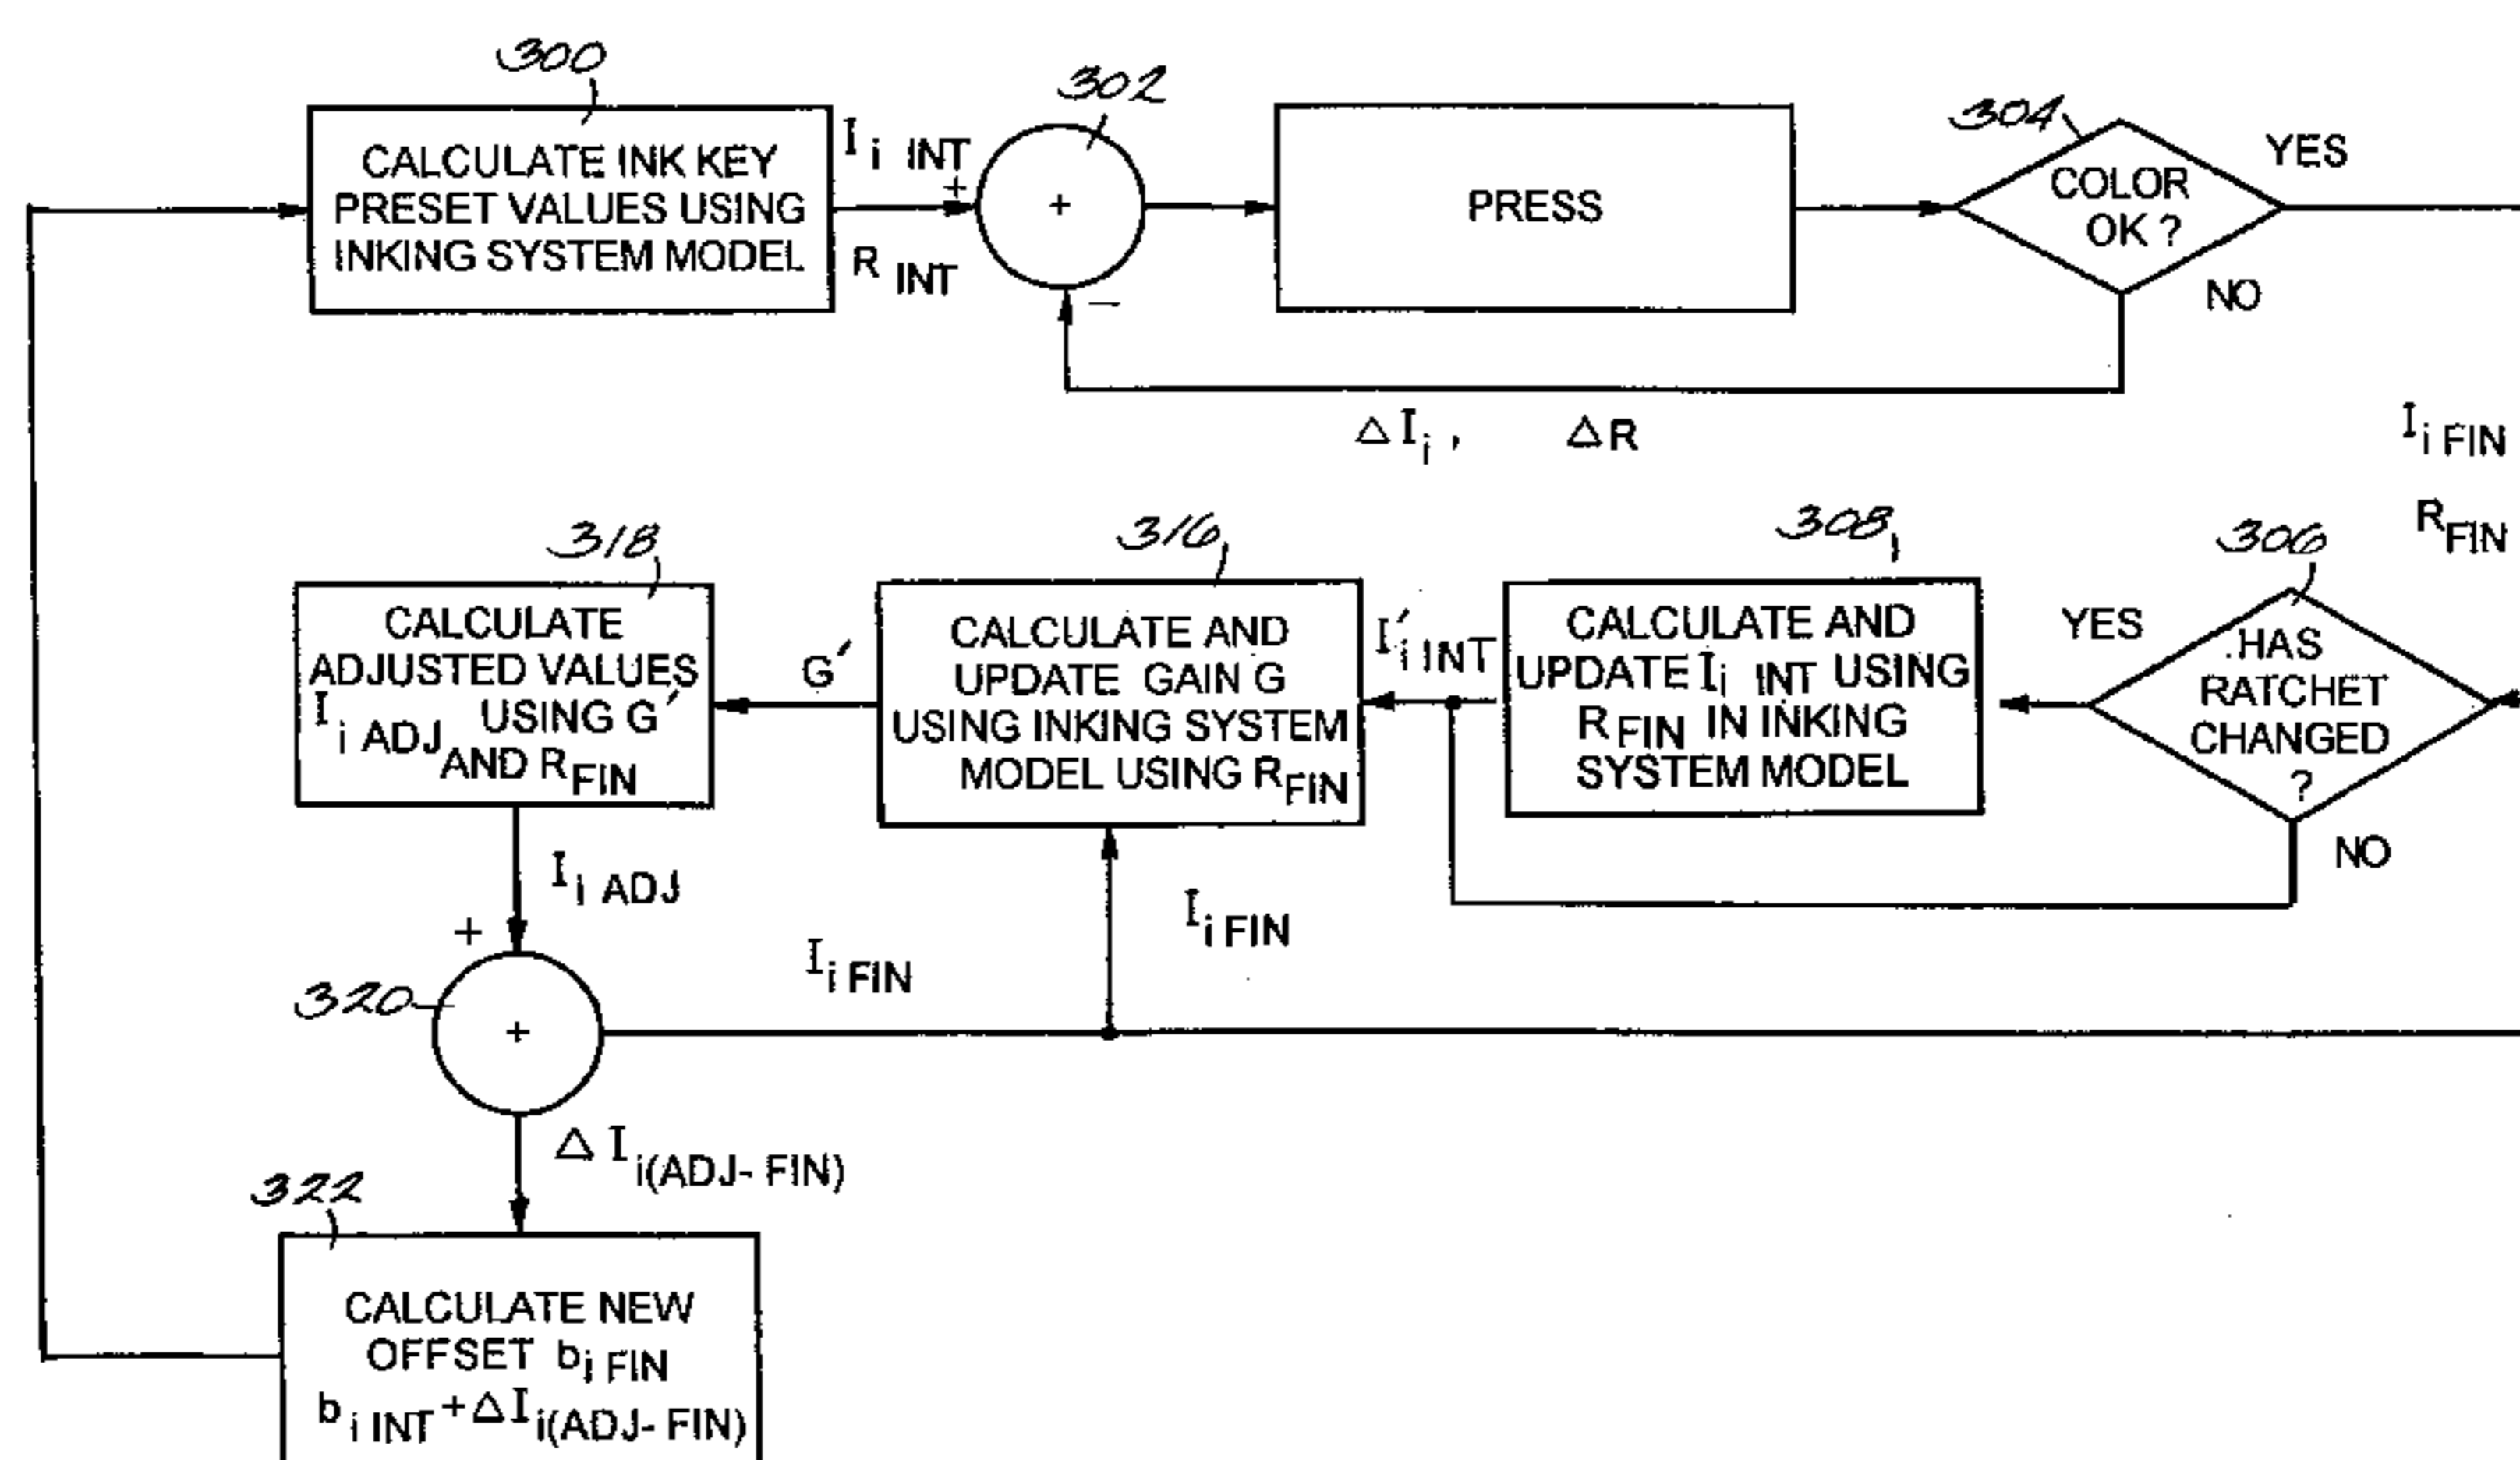 300
CALCULATE INK KEY
PRESET VALUES USING
INKING SYSTEM MODEL
I i INT
+
R INT
302
+
−
PRESS
304
COLOR
OK ?
YES
NO
Δ I i , Δ R
I i FIN
R FIN
318
CALCULATE
ADJUSTED VALUES
I i ADJ USING G′
AND R FIN
G′
316
CALCULATE AND
UPDATE GAIN G
USING INKING SYSTEM
MODEL USING R FIN
I′ i INT
308
CALCULATE AND
UPDATE I i INT USING
R FIN IN INKING
SYSTEM MODEL
YES
306
HAS
RATCHET
CHANGED
?
NO
I i ADJ
+
320
+
I i FIN
I i FIN
Δ I i(ADJ- FIN)
322
CALCULATE NEW
OFFSET b i FIN
b i INT + Δ I i(ADJ- FIN)